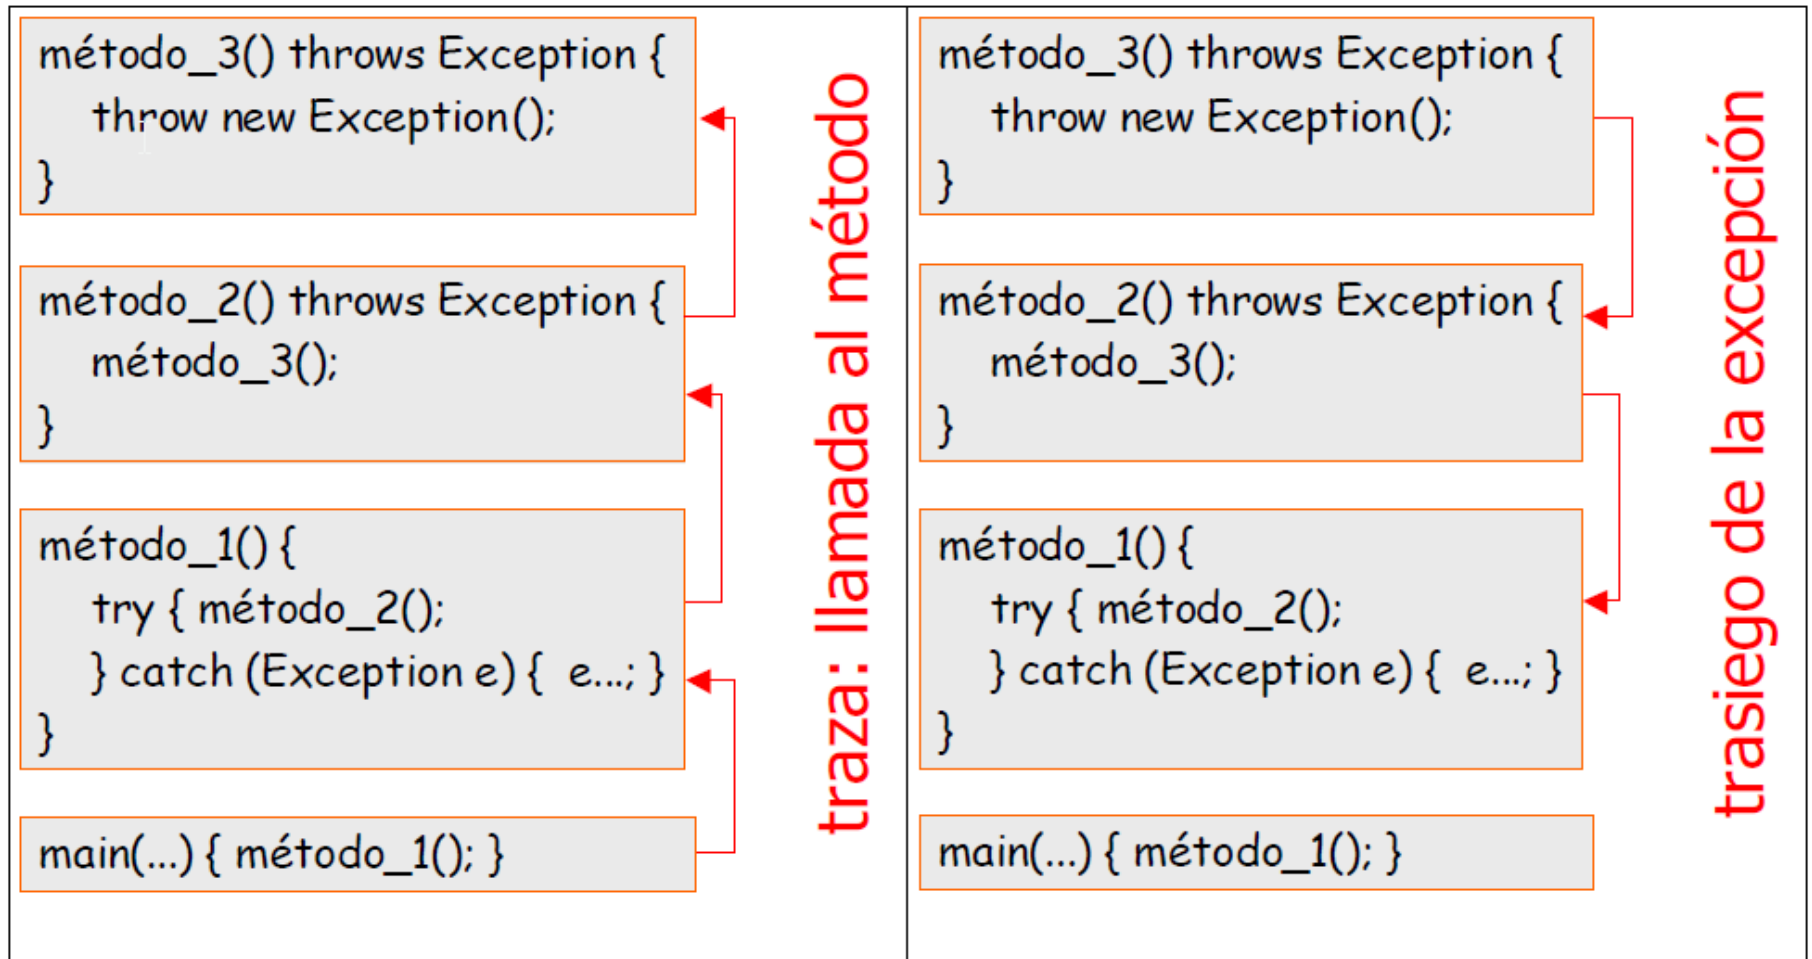 método_3() throws Exception {
throw new Exception();
}
método_2() throws Exception {
método_3();
}
método_1() {
try { método_2();
} catch (Exception e) { e...; }
}
main(...) { método_1(); }
traza: llamada al método
método_3() throws Exception {
throw new Exception();
}
método_2() throws Exception {
método_3();
}
método_1() {
try { método_2();
} catch (Exception e) { e...; }
}
main(...) { método_1(); }
trasiego de la excepción